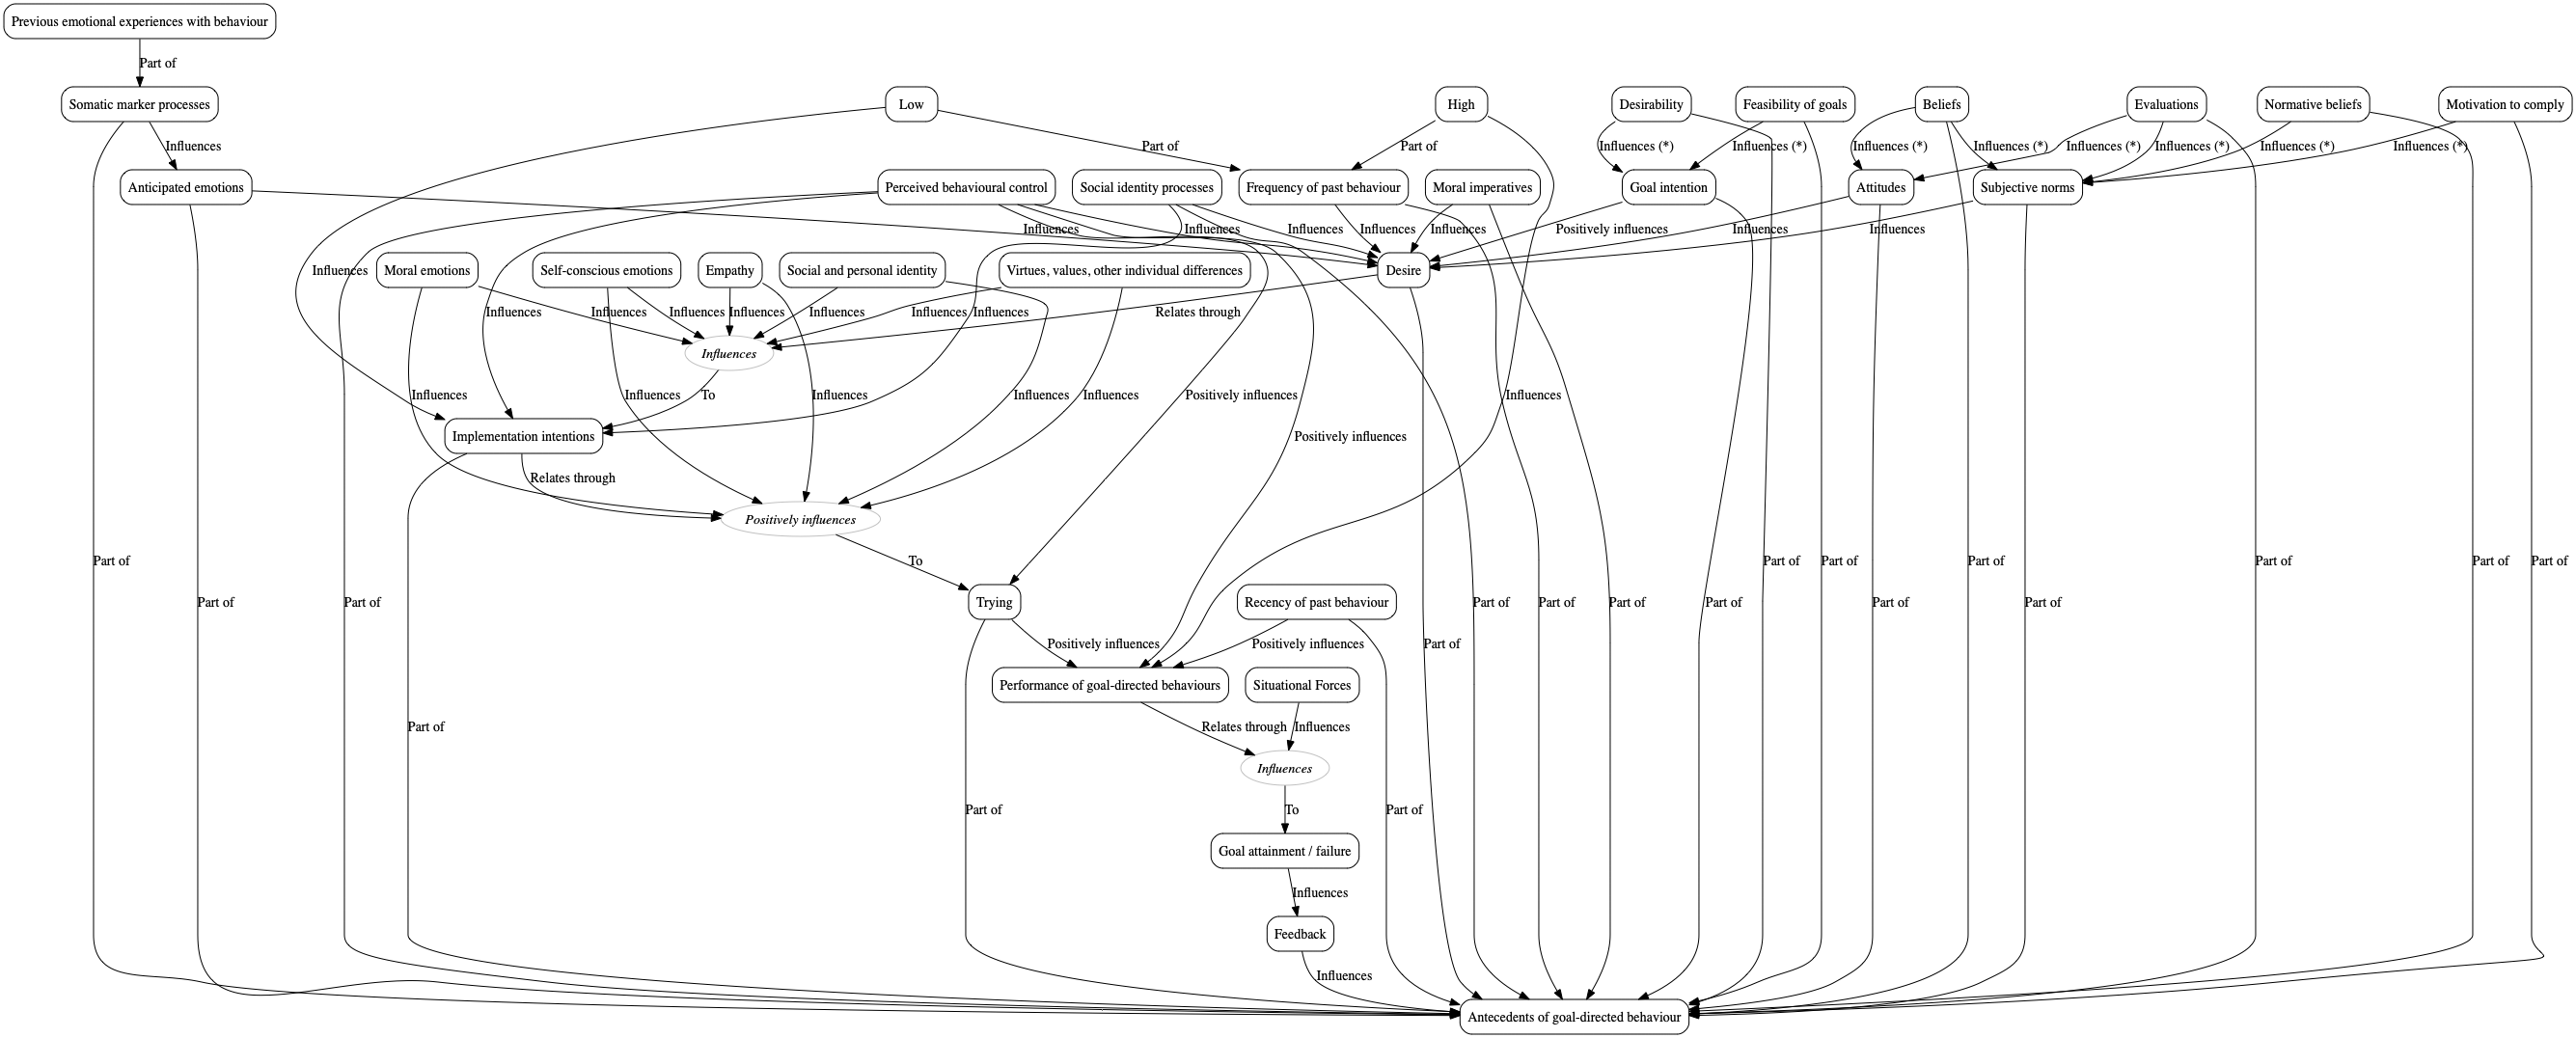 Previous emotional experiences with behaviour
Part of
Somatic marker processes
Low
High
Desirability
Feasibility of goals
Beliefs
Evaluations
Normative beliefs
Motivation to comply
Influences
Part of
Part of
Influences (*)
Influences (*)
Influences (*)
Influences (*)
Influences (*)
Influences (*)
Influences (*)
Influences (*)
Anticipated emotions
Perceived behavioural control
Social identity processes
Frequency of past behaviour
Moral imperatives
Goal intention
Attitudes
Subjective norms
Influences
Influences
Influences
Influences
Influences
Positively influences
Influences
Influences
Influences
Moral emotions
Self-conscious emotions
Empathy
Social and personal identity
Virtues, values, other individual differences
Desire
Influences
Influences
Influences
Influences
Influences
Influences
Influences
Relates through
Influences
Influences
Influences
To
Influences
Influences
Influences
Positively influences
Influences
Implementation intentions
Positively influences
Relates through
Positively influences
Part of
To
Part of
Part of
Part of
Part of
Part of
Part of
Part of
Part of
Trying
Recency of past behaviour
Part of
Part of
Part of
Part of
Part of
Part of
Part of
Positively influences
Positively influences
Part of
Performance of goal-directed behaviours
Situational Forces
Part of
Relates through
Influences
Influences
Part of
To
Part of
Goal attainment / failure
Influences
Feedback
Influences
Antecedents of goal-directed behaviour